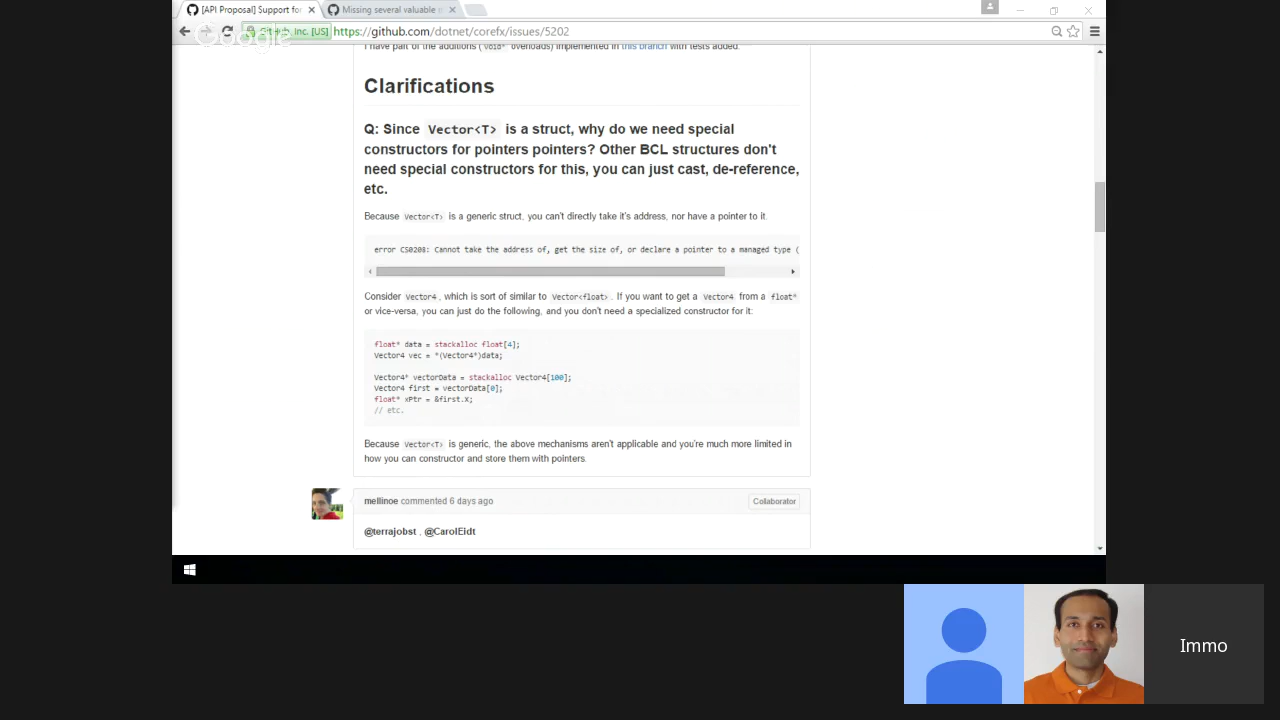 [API Proposal] Support for
Missing several valuable
Google
GitHub, Inc. [US] https://github.com/dotnet/corefx/issues/5202
I have part of the additions ( void* overloads) implemented in this branch with tests added.
Clarifications
Q: Since Vector<T> is a struct, why do we need special
constructors for pointers pointers? Other BCL structures don't
need special constructors for this, you can just cast, de-reference,
etc.
Because Vector<T> is a generic struct, you can't directly take it's address, nor have a pointer to it.
error CS0208: Cannot take the address of, get the size of, or declare a pointer to a managed type (
Consider Vector4 , which is sort of similar to Vector<float> . If you want to get a Vector4 from a float*
or vice-versa, you can just do the following, and you don't need a specialized constructor for it:
float* data = stackalloc float[4];
Vector4 vec = *(Vector4*)data;
Vector4* vectorData = stackalloc Vector4[100];
Vector4 first = vectorData[0];
float* xPtr = &first.X;
// etc.
Because Vector<T> is generic, the above mechanisms aren't applicable and you're much more limited in
how you can constructor and store them with pointers.
mellinoe commented 6 days ago
Collaborator
@terrajobst , @CarolEidt
Immo